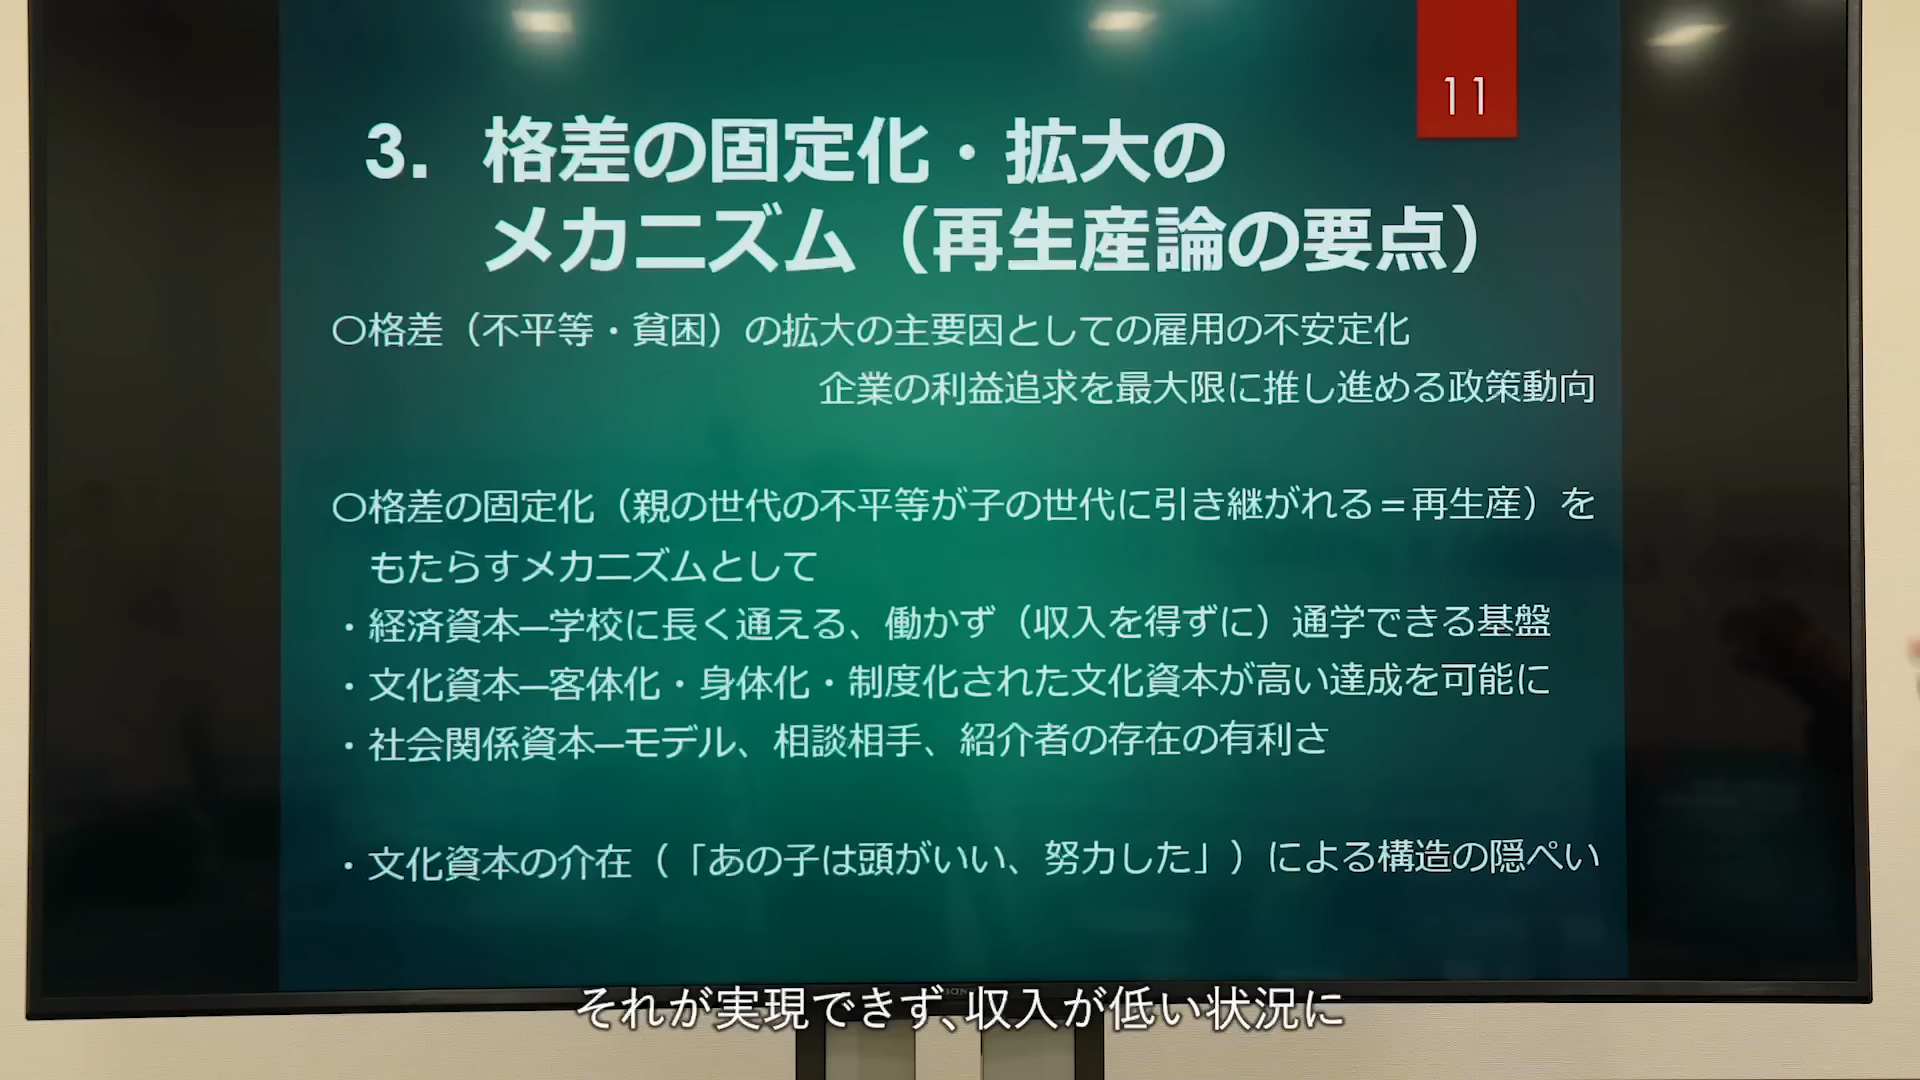 11
3. 格差の固定化・拡大の
メカニズム（再生産論の要点）
〇格差（不平等・貧困）の拡大の主要因としての雇用の不安定化
企業の利益追求を最大限に推し進める政策動向
〇格差の固定化（親の世代の不平等が子の世代に引き継がれる＝再生産）を
もたらすメカニズムとして
・経済資本―学校に長く通える、働かず（収入を得ずに）通学できる基盤
・文化資本―客体化・身体化・制度化された文化資本が高い達成を可能に
・社会関係資本―モデル、相談相手、紹介者の存在の有利さ
・文化資本の介在（「あの子は頭がいい、努力した」）による構造の隠ぺい
SONY
それが実現できず、収入が低い状況に